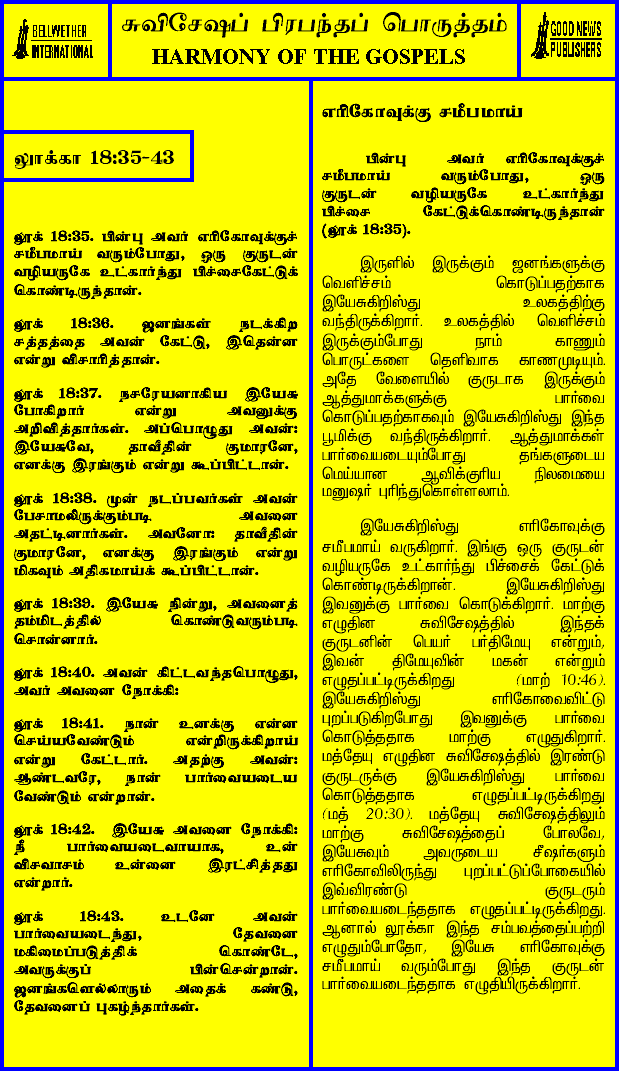 BELLWETHER
INTERNATIONAL
சுவிசேஷப் பிரபந்தப் பொருத்தம்
HARMONY OF THE GOSPELS
GOOD NEWS
PUBLISHERS
லூக்கா 18:35-43
லூக் 18:35. பின்பு அவர் எரிகோவுக்குச்
சமீபமாய் வரும்போது, ஒரு குருடன்
வழியருகே உட்கார்ந்து பிச்சைகேட்டுக்
கொண்டிருந்தான்.
லூக் 18:36. ஜனங்கள் நடக்கிற
சத்தத்தை அவன் கேட்டு, இதென்ன
என்று விசாரித்தான்.
லூக் 18:37. நசரேயனாகிய இயேசு
போகிறார் என்று அவனுக்கு
அறிவித்தார்கள். அப்பொழுது அவன்:
இயேசுவே, தாவீதின் குமாரனே,
எனக்கு இரங்கும் என்று கூப்பிட்டான்.
லூக் 18:38. முன் நடப்பவர்கள் அவன்
பேசாமலிருக்கும்படி அவனை
அதட்டினார்கள். அவனோ: தாவீதின்
குமாரனே, எனக்கு இரங்கும் என்று
மிகவும் அதிகமாய்க் கூப்பிட்டான்.
லூக் 18:39. இயேசு நின்று, அவனைத்
தம்மிடத்தில் கொண்டுவரும்படி
சொன்னார்.
லூக் 18:40. அவன் கிட்டவந்தபொழுது,
அவர் அவனை நோக்கி:
லூக் 18:41. நான் உனக்கு என்ன
செய்யவேண்டும் என்றிருக்கிறாய்
என்று கேட்டார். அதற்கு அவன்:
ஆண்டவரே, நான் பார்வையடைய
வேண்டும் என்றான்.
லூக் 18:42. இயேசு அவனை நோக்கி:
நீ பார்வையடைவாயாக, உன்
விசவாசம் உன்னை இரட்சித்தது
என்றார்.
லூக் 18:43. உடனே அவன்
பார்வையடைந்து, தேவனை
மகிமைப்படுத்திக் கொண்டே,
அவருக்குப் பின்சென்றான்.
ஜனங்களெல்லாரும் அதைக் கண்டு,
தேவனைப் புகழ்ந்தார்கள்.
எரிகோவுக்கு சமீபமாய்
பின்பு அவர் எரிகோவுக்குச்
சமீபமாய் வரும்போது, ஒரு
குருடன் வழியருகே உட்கார்ந்து
பிச்சை கேட்டுக்கொண்டிருந்தான்
(லூக் 18:35).
இருளில் இருக்கும் ஜனங்களுக்கு
வெளிச்சம் கொடுப்பதற்காக
இயேசுகிறிஸ்து உலகத்திற்கு
வந்திருக்கிறார். உலகத்தில் வெளிச்சம்
இருக்கும்போது நாம் காணும்
பொருட்களை தெளிவாக காணமுடியும்.
அதே வேளையில் குருடாக இருக்கும்
ஆத்துமாக்களுக்கு பார்வை
கொடுப்பதற்காகவும் இயேசுகிறிஸ்து இந்த
பூமிக்கு வந்திருக்கிறார். ஆத்துமாக்கள்
பார்வையடையும்போது தங்களுடைய
மெய்யான ஆவிக்குரிய நிலமையை
மனுஷர் புரிந்துகொள்ளலாம்.
இயேசுகிறிஸ்து எரிகோவுக்கு
சமீபமாய் வருகிறார். இங்கு ஒரு குருடன்
வழியருகே உட்கார்ந்து பிச்சைக் கேட்டுக்
கொண்டிருக்கிறான். இயேசுகிறிஸ்து
இவனுக்கு பார்வை கொடுக்கிறார். மாற்கு
எழுதின சுவிசேஷத்தில் இந்தக்
குருடனின் பெயர் பர்திமேயு என்றும்,
இவன் திமேயுவின் மகன் என்றும்
எழுதப்பட்டிருக்கிறது (மாற் 10:46).
இயேசுகிறிஸ்து எரிகோவைவிட்டு
புறப்படுகிறபோது இவனுக்கு பார்வை
கொடுத்ததாக மாற்கு எழுதுகிறார்.
மத்தேயு எழுதின சுவிசேஷத்தில் இரண்டு
குருடருக்கு இயேசுகிறிஸ்து பார்வை
கொடுத்ததாக எழுதப்பட்டிருக்கிறது
(மத் 20:30). மத்தேயு சுவிசேஷத்திலும்
மாற்கு சுவிசேஷத்தைப் போலவே,
இயேசுவும் அவருடைய சீஷர்களும்
எரிகோவிலிருந்து புறப்பட்டுப்போகையில்
இவ்விரண்டு குருடரும்
பார்வையடைந்ததாக எழுதப்பட்டிருக்கிறது.
ஆனால் லூக்கா இந்த சம்பவத்தைப்பற்றி
எழுதும்போதோ, இயேசு எரிகோவுக்கு
சமீபமாய் வரும்போது இந்த குருடன்
பார்வையடைந்ததாக எழுதியிருக்கிறார்.